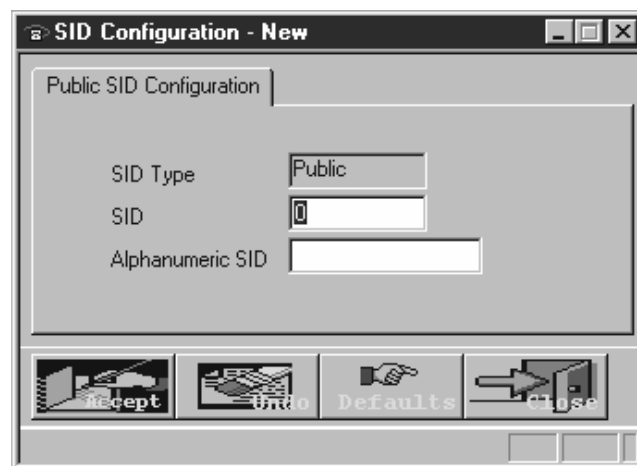 SID Configuration - New
Public SID Configuration
SID Type Public
SID 0
Alphanumeric SID
Accept Undo Defaults Close